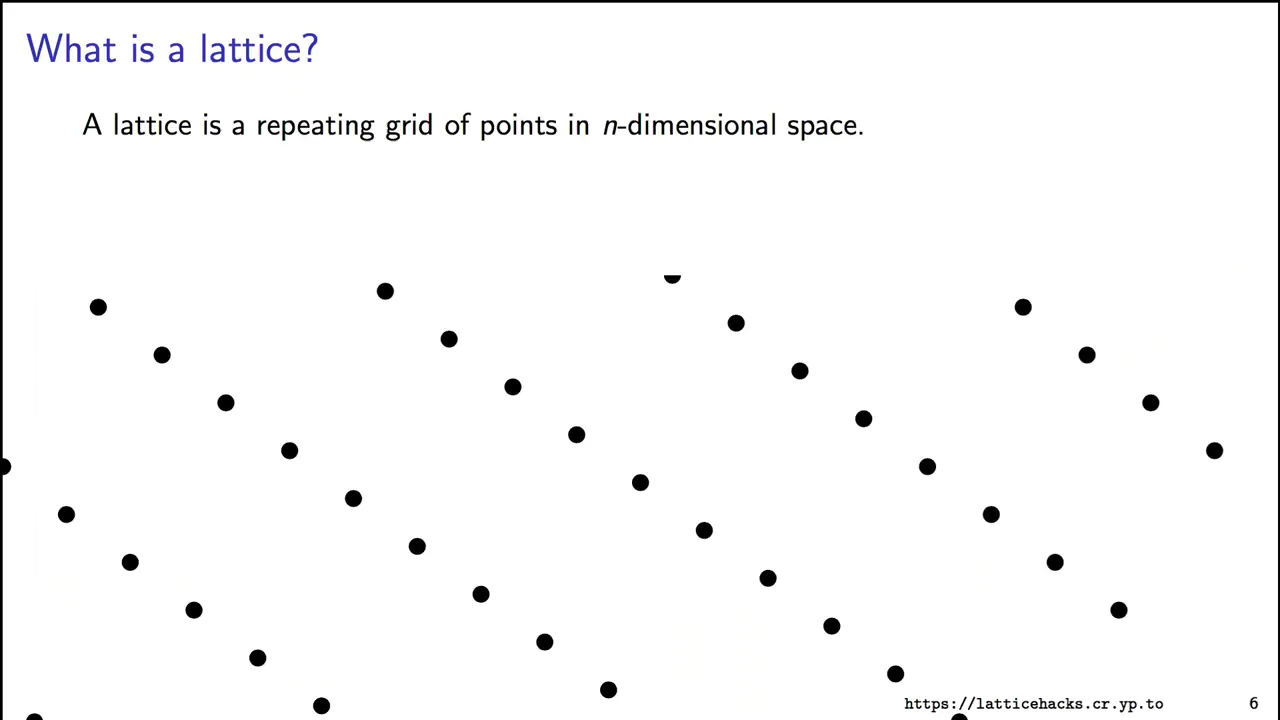 What is a lattice?
A lattice is a repeating grid of points in n-dimensional space.
https://latticehacks.cr.yp.to
6